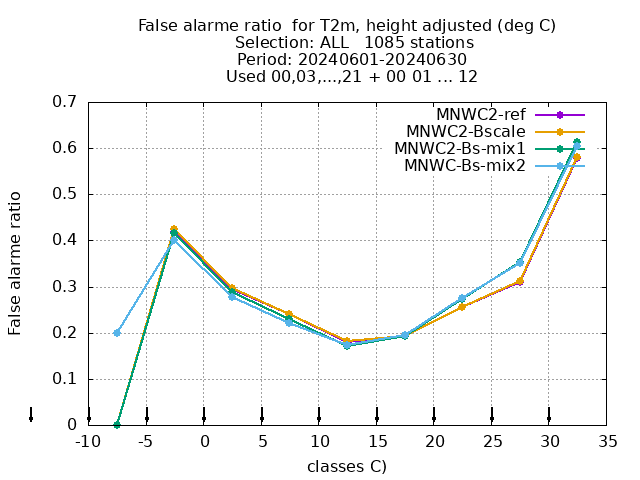 False alarme ratio  for T2m, height adjusted (deg C)
Selection: ALL   1085 stations
Period: 20240601-20240630
Used 00,03,...,21 + 00 01 ... 12
MNWC2-ref
MNWC2-Bscale
MNWC2-Bs-mix1
MNWC-Bs-mix2
False alarme ratio
0.7
0.6
0.5
0.4
0.3
0.2
0.1
0
-10 -5 0 5 10 15 20 25 30 35
classes C)